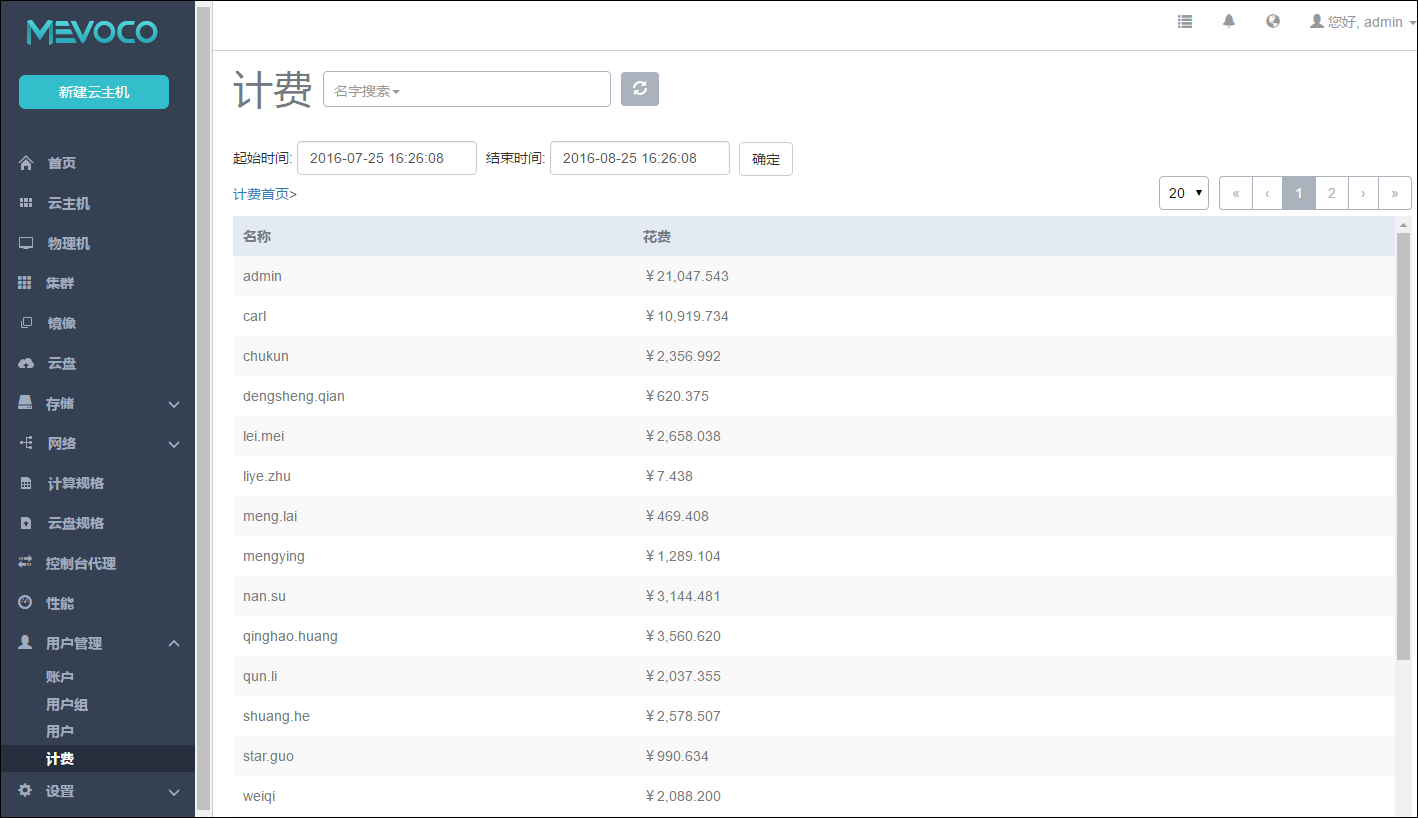 MEVOCO
新建云主机
首页
云主机
物理机
集群
镜像
云盘
存储
网络
计算规格
云盘规格
控制台代理
性能
用户管理
账户
用户组
用户
计费
设置
您好, admin
计费 名字搜索
起始时间: 2016-07-25 16:26:08 结束时间: 2016-08-25 16:26:08 确定
计费首页>
20 « ‹ 1 2 › »
名称 花费
admin ￥21,047.543
carl ￥10,919.734
chukun ￥2,356.992
dengsheng.qian ￥620.375
lei.mei ￥2,658.038
liye.zhu ￥7.438
meng.lai ￥469.408
mengying ￥1,289.104
nan.su ￥3,144.481
qinghao.huang ￥3,560.620
qun.li ￥2,037.355
shuang.he ￥2,578.507
star.guo ￥990.634
weiqi ￥2,088.200